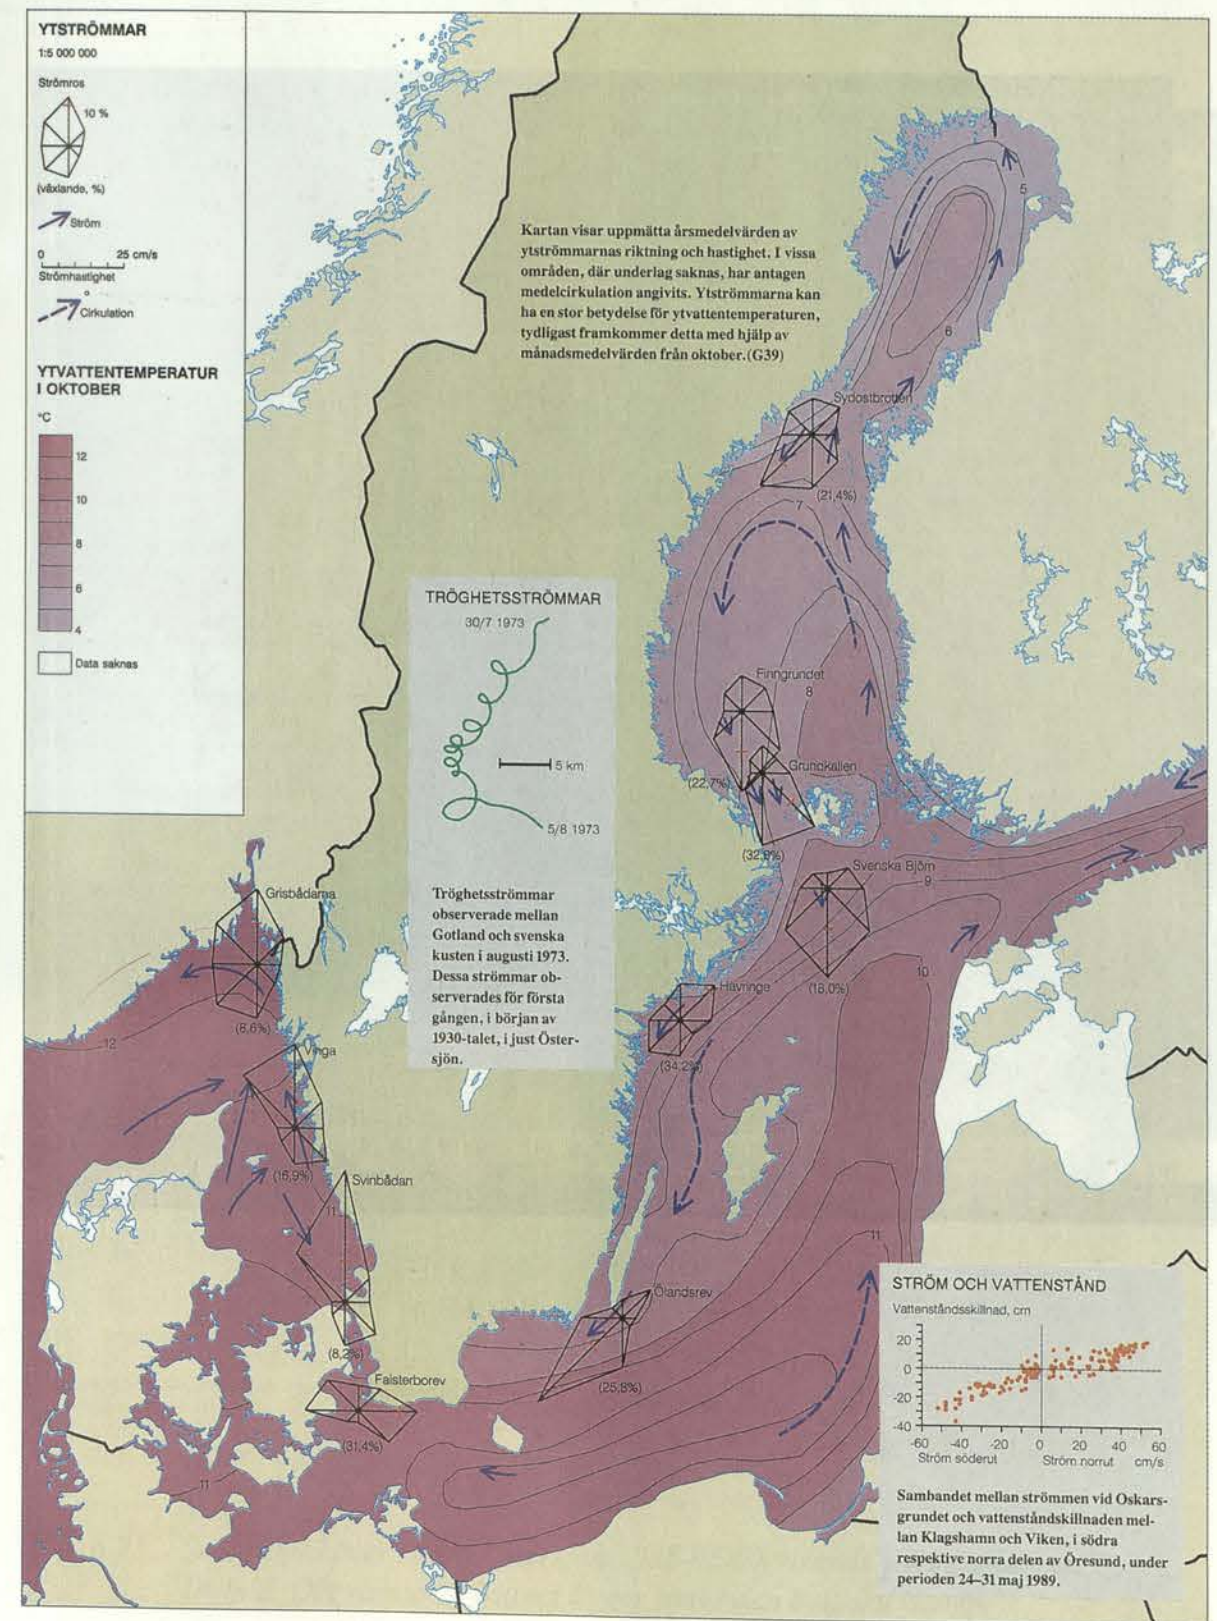 YTSTRÖMMAR
1:5 000 000
Strömros
10 %
(växlande, %)
Ström
0 25 cm/s
Strömhastighet
Cirkulation
YTVATTENTEMPERATUR
I OKTOBER
°C
12
10
8
6
4
Data saknas
Kartan visar uppmätta årsmedelvärden av
ytströmmarnas riktning och hastighet. I vissa
områden, där underlag saknas, har antagen
medelcirkulation angivits. Ytströmmarna kan
ha en stor betydelse för ytvattentemperaturen,
tydligast framkommer detta med hjälp av
månadsmedelvärden från oktober.(G39)
5
6
Sydostbrotten
(21,4%)
7
TRÖGHETSSTRÖMMAR
30/7 1973
5 km
5/8 1973
Tröghetsströmmar
observerade mellan
Gotland och svenska
kusten i augusti 1973.
Dessa strömmar ob-
serverades för första
gången, i början av
1930-talet, i just Öster-
sjön.
Finngrundet
8
(22,7%)
Grundkallen
(32,8%)
Svenska Björn
9
(18,0%)
10
Grisbådarna
(6,6%)
12
Hävringe
(34,2%)
Vinga
(16,9%)
Svinbådan
11
(8,2%)
11
Ölandsrev
(25,8%)
Falsterborev
(31,4%)
11
STRÖM OCH VATTENSTÅND
Vattenståndsskillnad, cm
20
0
-20
-40
-60 -40 -20 0 20 40 60
Ström söderut Ström norrut cm/s
Sambandet mellan strömmen vid Oskars-
grundet och vattenståndskillnaden mel-
lan Klagshamn och Viken, i södra
respektive norra delen av Öresund, under
perioden 24–31 maj 1989.